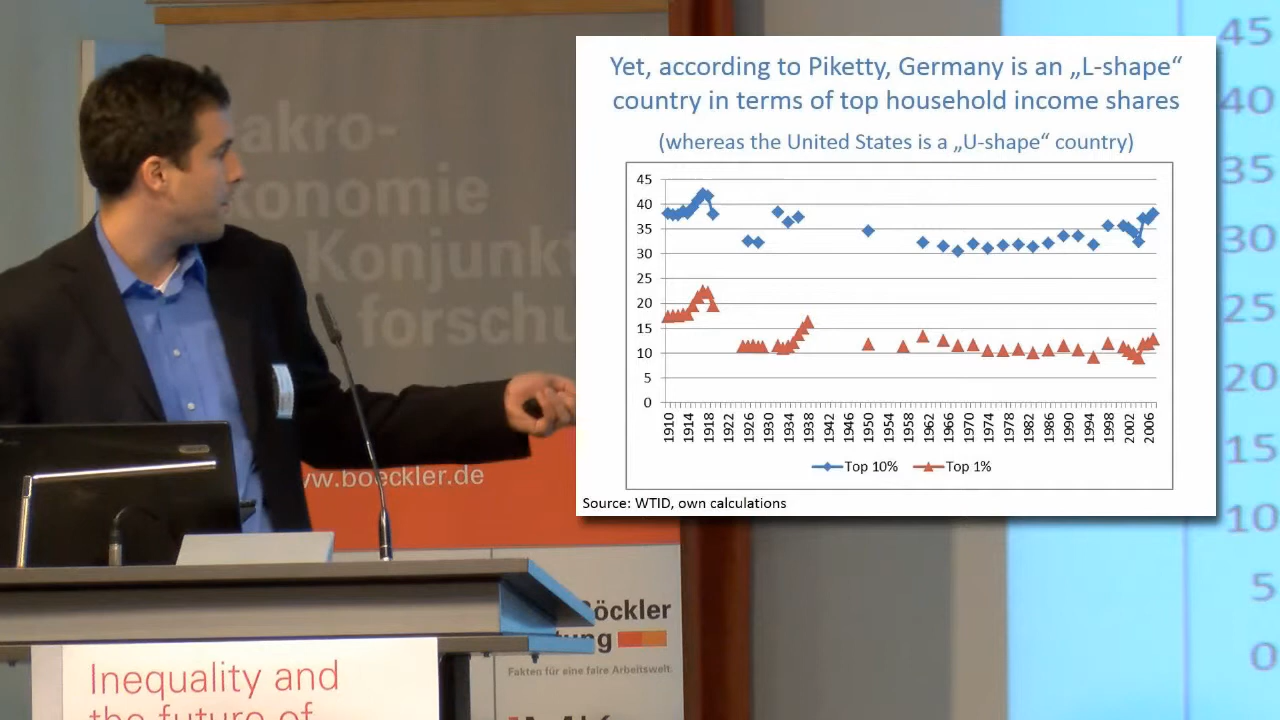 akro-
konomie
Konjunkt
forschu
www.boeckler.de
Böckler
tung
Fakten für eine faire Arbeitswelt.
Inequality and
the future of
Yet, according to Piketty, Germany is an „L-shape“
country in terms of top household income shares
(whereas the United States is a „U-shape“ country)
45
40
35
30
25
20
15
10
5
0
1910 1914 1918 1922 1926 1930 1934 1938 1942 1946 1950 1954 1958 1962 1966 1970 1974 1978 1982 1986 1990 1994 1998 2002 2006
Top 10% Top 1%
Source: WTID, own calculations
45
40
35
30
25
20
15
10
5
0